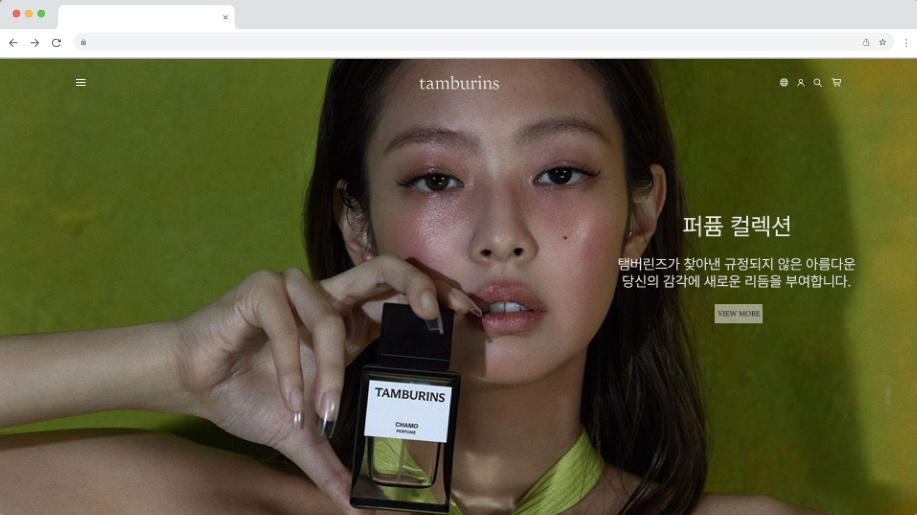 tamburins
퍼퓸 컬렉션
탬버린즈가 찾아낸 규정되지 않은 아름다운
당신의 감각에 새로운 리듬을 부여합니다.
VIEW MORE
TAMBURINS
CHAMO
PERFUME